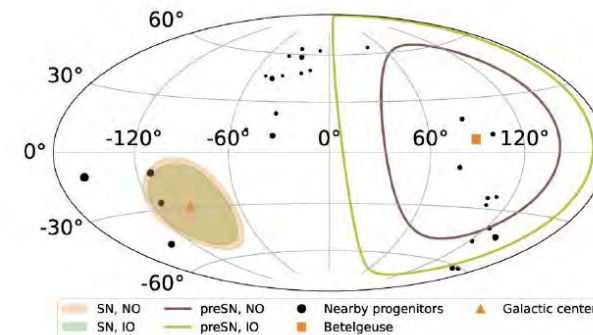 60°
30°
-120° -60° 0° 60° 120°
0°
-30°
-60°
SN, NO preSN, NO Nearby progenitors Galactic center
SN, IO preSN, IO Betelgeuse